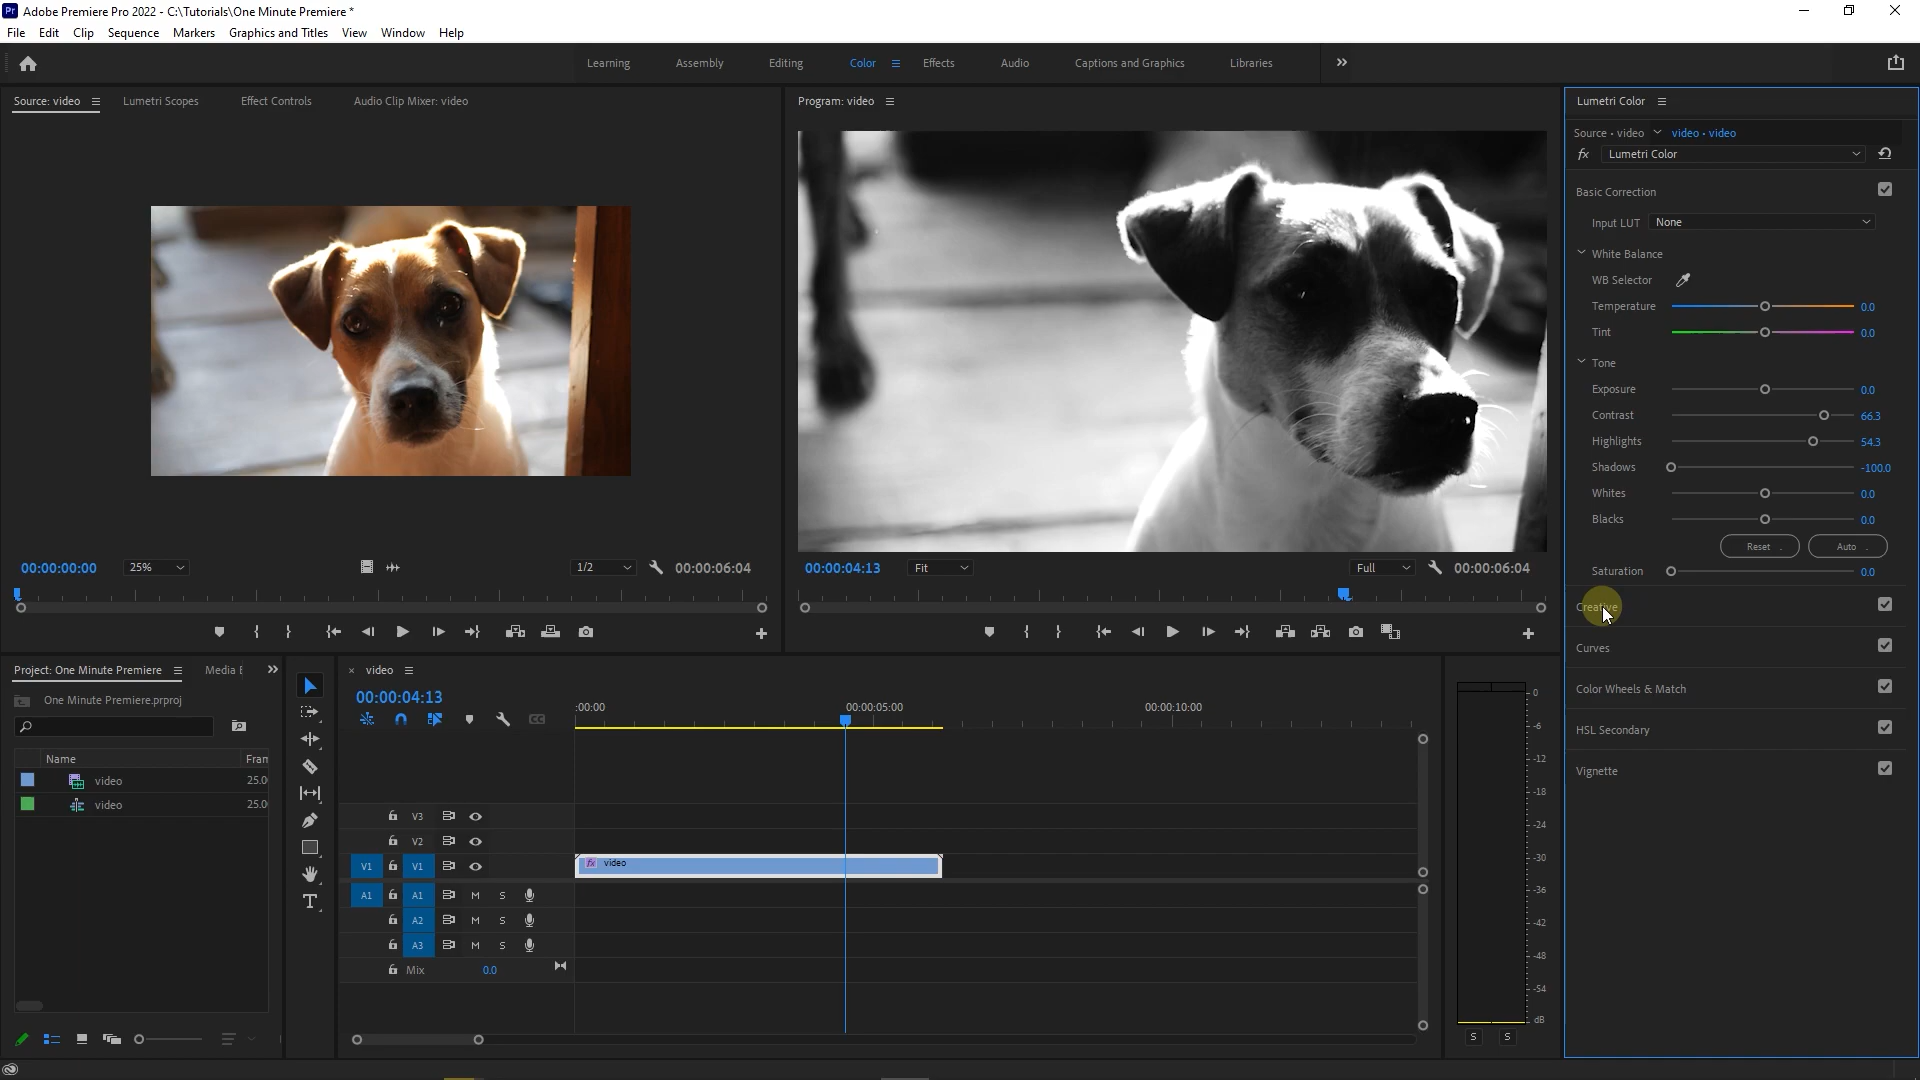 Pr Adobe Premiere Pro 2022 - C:\Tutorials\One Minute Premiere *
File Edit Clip Sequence Markers Graphics and Titles View Window Help
Learning Assembly Editing Color Effects Audio Captions and Graphics Libraries
Source: video Lumetri Scopes Effect Controls Audio Clip Mixer: video
00:00:00:00 25% 1/2 00:00:06:04
Program: video
00:00:04:13 Fit Full 00:00:06:04
Lumetri Color
Source • video video • video
fx Lumetri Color
Basic Correction
Input LUT None
White Balance
WB Selector
Temperature 0.0
Tint 0.0
Tone
Exposure 0.0
Contrast 66.3
Highlights 54.3
Shadows -100.0
Whites 0.0
Blacks 0.0
Reset Auto
Saturation 0.0
Creative
Curves
Color Wheels & Match
HSL Secondary
Vignette
Project: One Minute Premiere Media
One Minute Premiere.prproj
Name Fran
video 25.0
video 25.0
T
× video
00:00:04:13
CC
:00:00 00:00:05:00 00:00:10:00
V3
V2
V1 V1 fx video
A1 A1 M S
A2 M S
A3 M S
Mix 0.0
0
-6
-12
-18
-24
-30
-36
-42
-48
-54
dB
S S